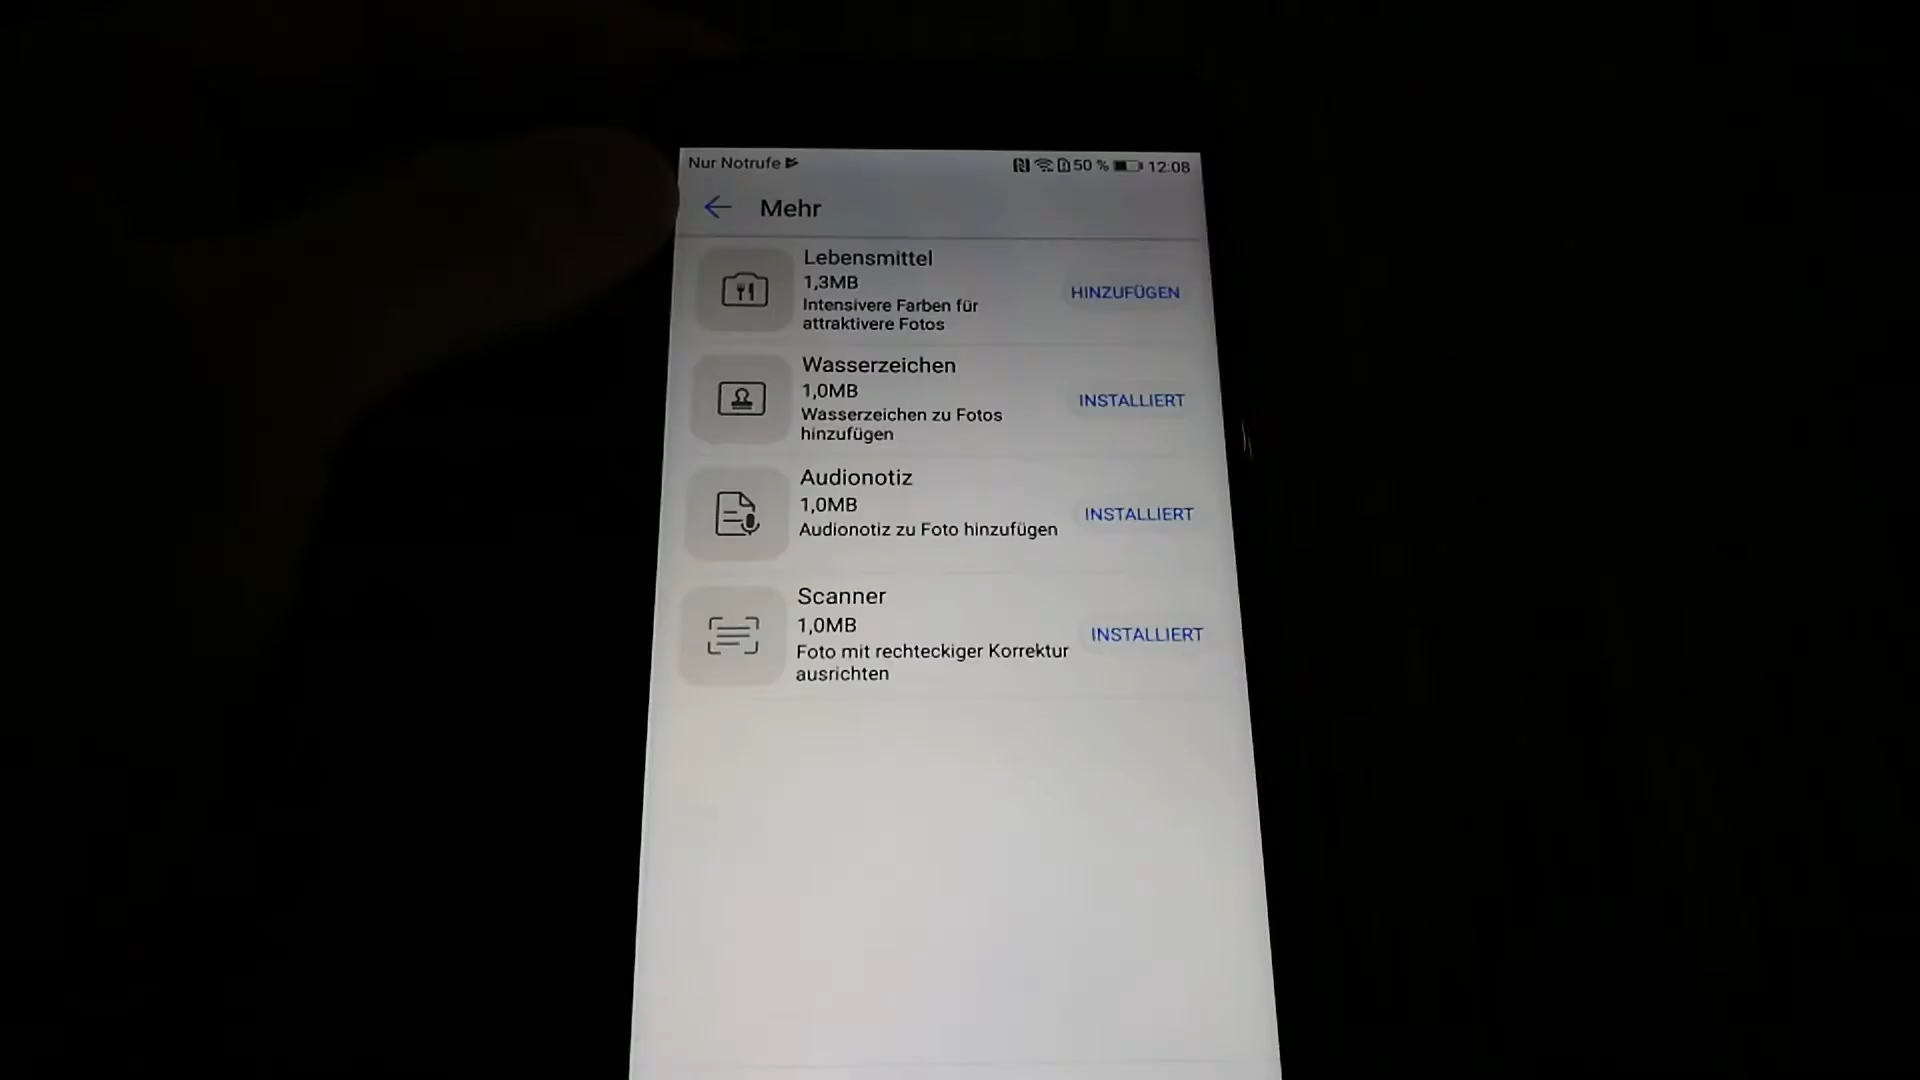 Nur Notrufe 50 % 12:08
Mehr
Lebensmittel
1,3MB
Intensivere Farben für
attraktivere Fotos
HINZUFÜGEN
Wasserzeichen
1,0MB
Wasserzeichen zu Fotos
hinzufügen
INSTALLIERT
Audionotiz
1,0MB
Audionotiz zu Foto hinzufügen
INSTALLIERT
Scanner
1,0MB
Foto mit rechteckiger Korrektur
ausrichten
INSTALLIERT